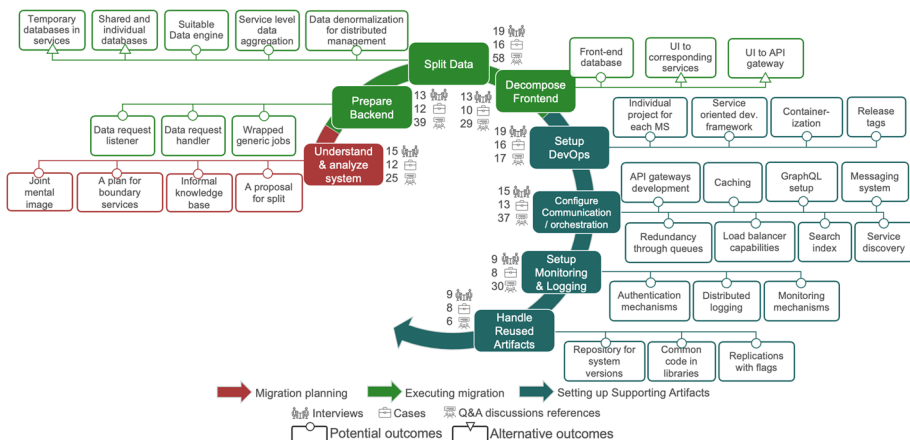 Temporary
databases in
services
Shared and
individual
databases
Suitable
Data engine
Service level
data
aggregation
Data denormalization
for distributed
management
Split Data
19
16
58
Front-end
database
UI to
corresponding
services
UI to API
gateway
Decompose
Frontend
13
10
29
Prepare
Backend
13
12
39
Data request
listener
Data request
handler
Wrapped
generic jobs
Individual
project for
each MS
Service
oriented dev.
framework
Container-
ization
Release
tags
Setup
DevOps
19
16
17
Understand
& analyze
system
15
12
25
Joint
mental
image
A plan for
boundary
services
Informal
knowledge
base
A proposal
for split
API gateways
development
Caching
GraphQL
setup
Messaging
system
Configure
Communication
/ orchestration
15
13
37
Redundancy
through queues
Load balancer
capabilities
Search
index
Service
discovery
Setup
Monitoring
& Logging
9
8
30
Authentication
mechanisms
Distributed
logging
Monitoring
mechanisms
Handle
Reused
Artifacts
9
8
6
Repository for
system
versions
Common
code in
libraries
Replications
with flags
Migration planning
Executing migration
Setting up Supporting Artifacts
Interviews
Cases
Q&A discussions references
Potential outcomes
Alternative outcomes